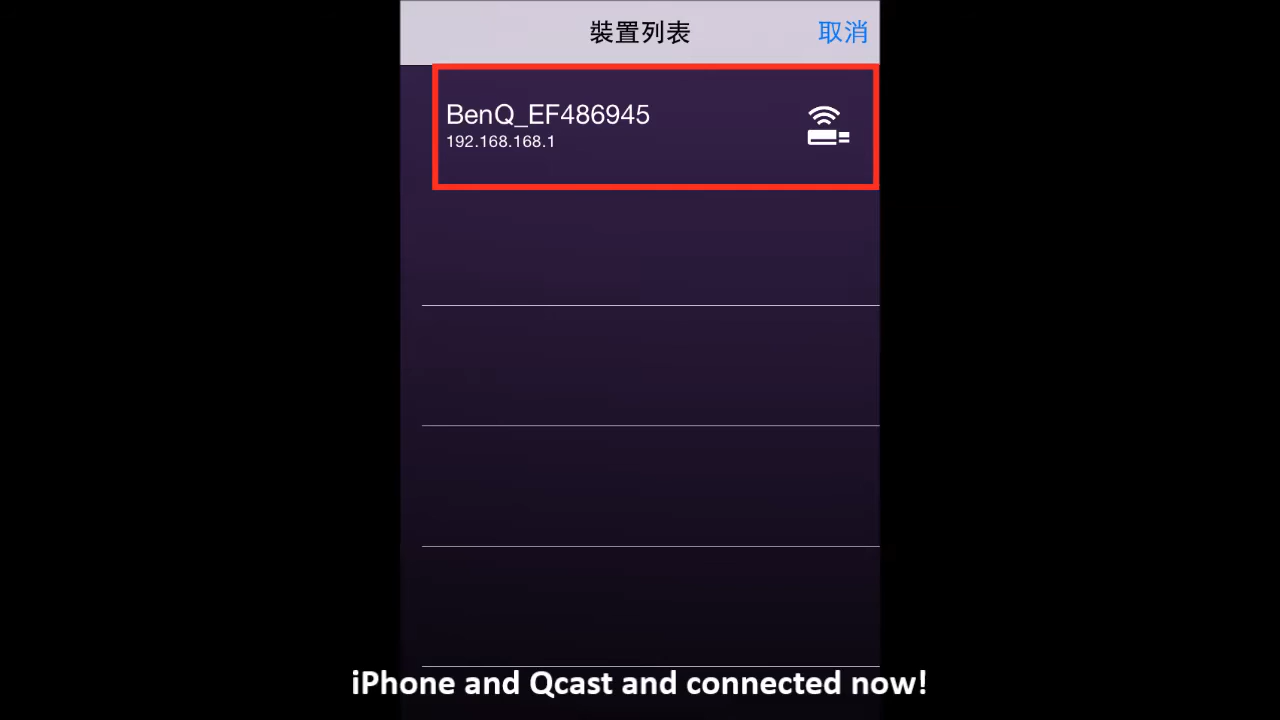 裝置列表
取消
BenQ_EF486945
192.168.168.1
iPhone and Qcast and connected now!